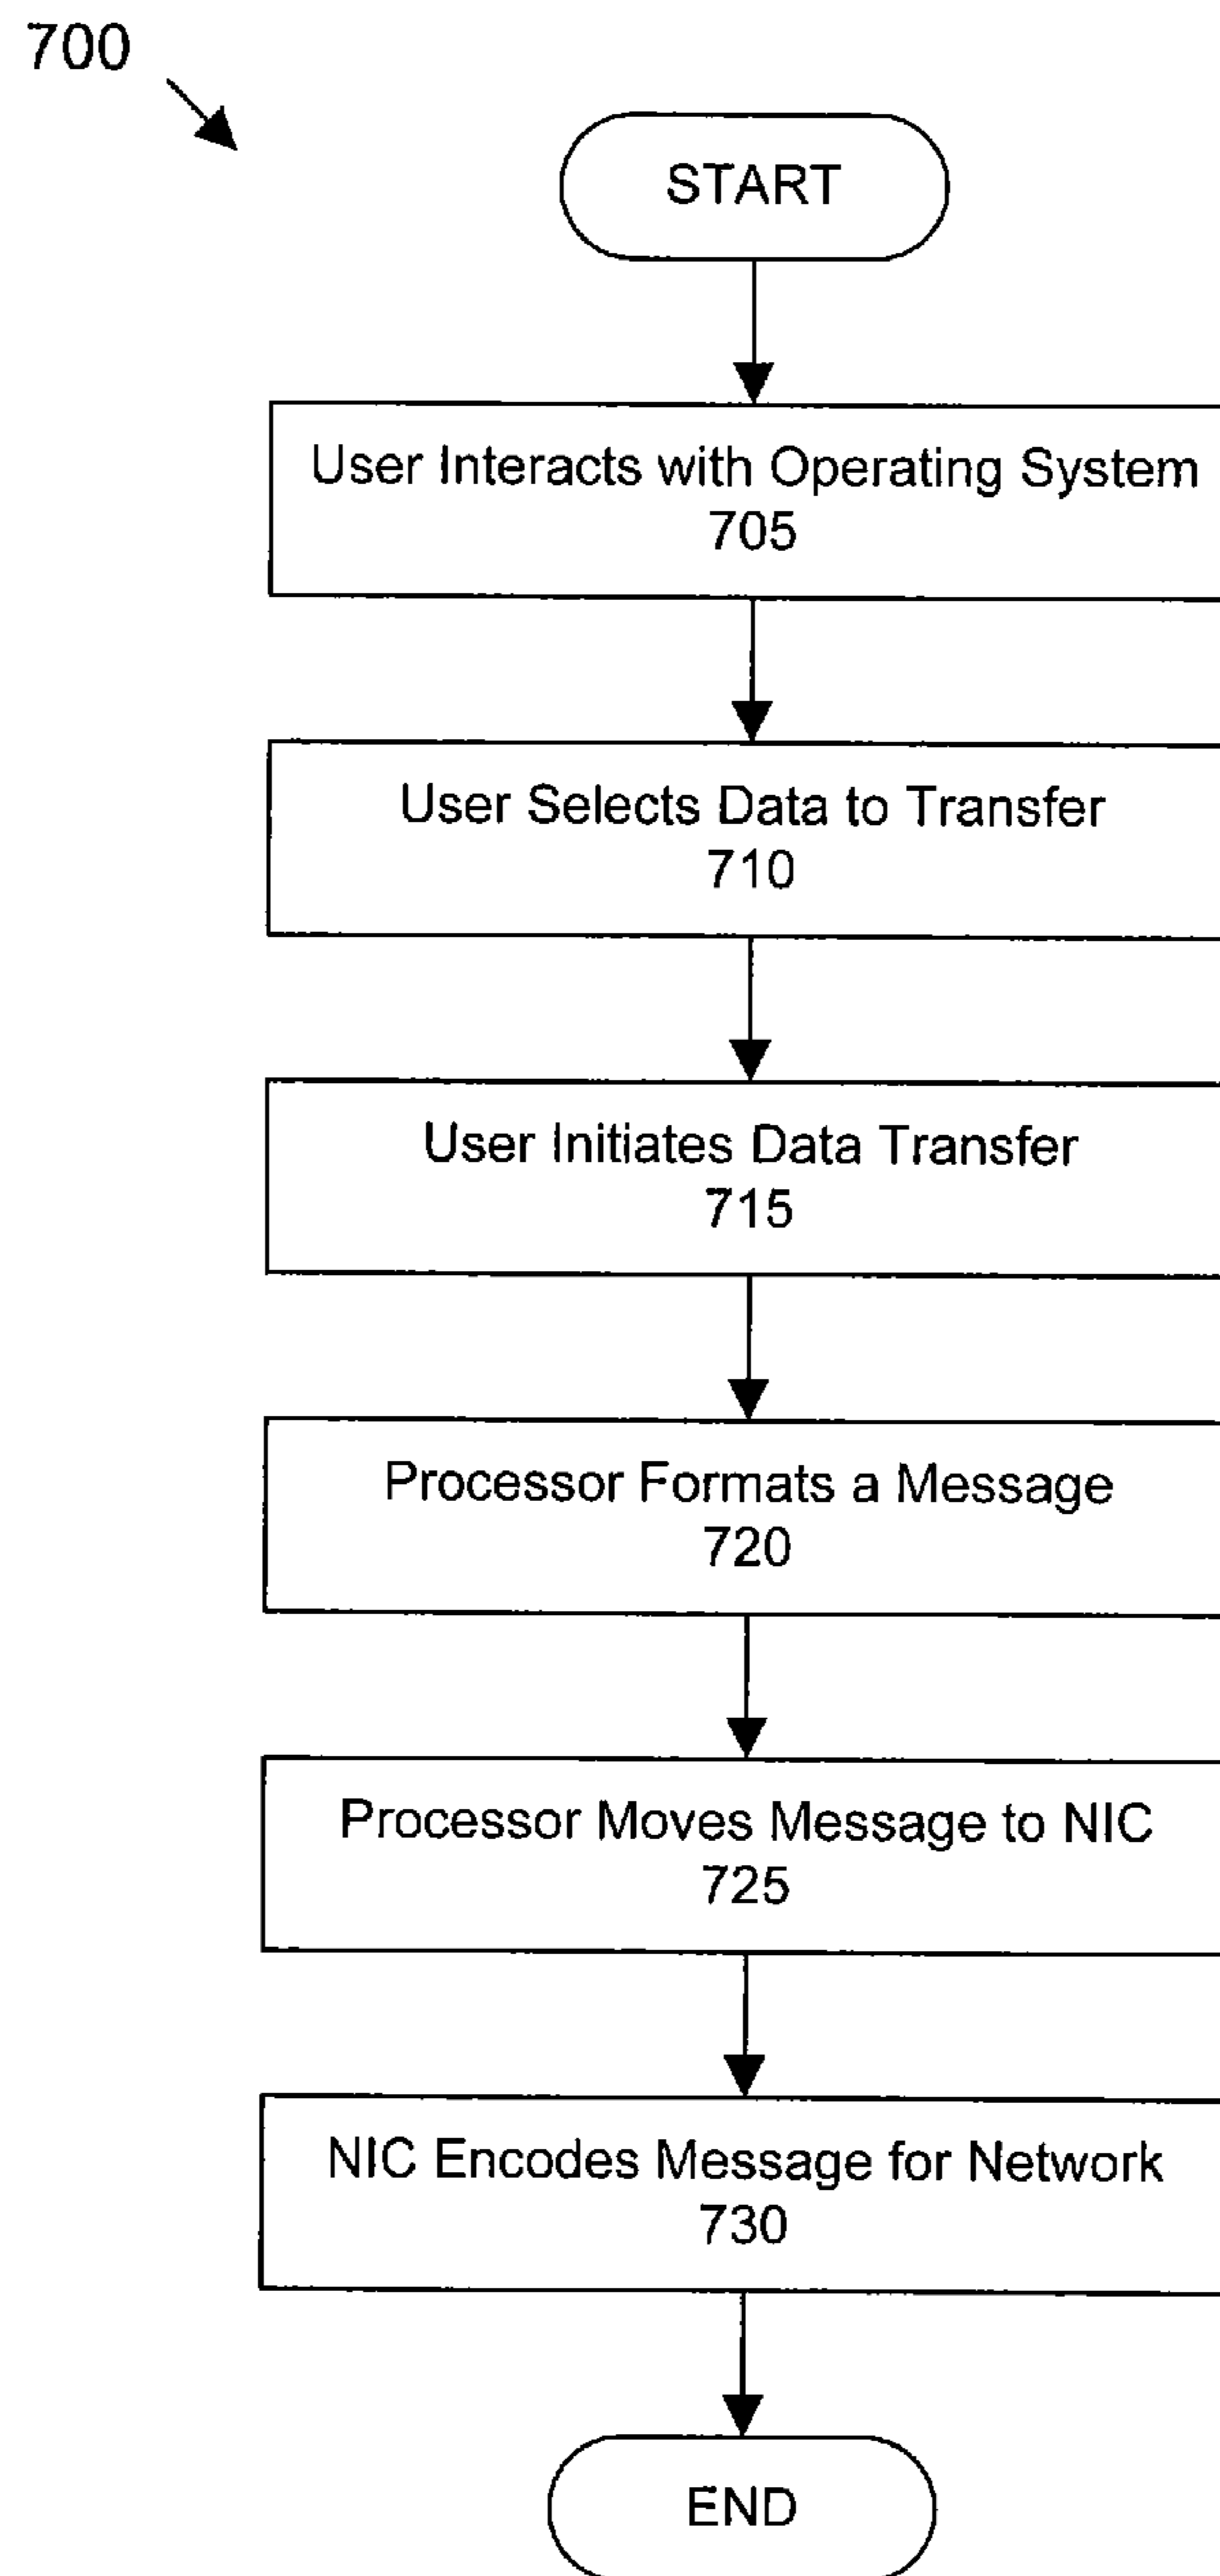 700
START
User Interacts with Operating System
705
User Selects Data to Transfer
710
User Initiates Data Transfer
715
Processor Formats a Message
720
Processor Moves Message to NIC
725
NIC Encodes Message for Network
730
END